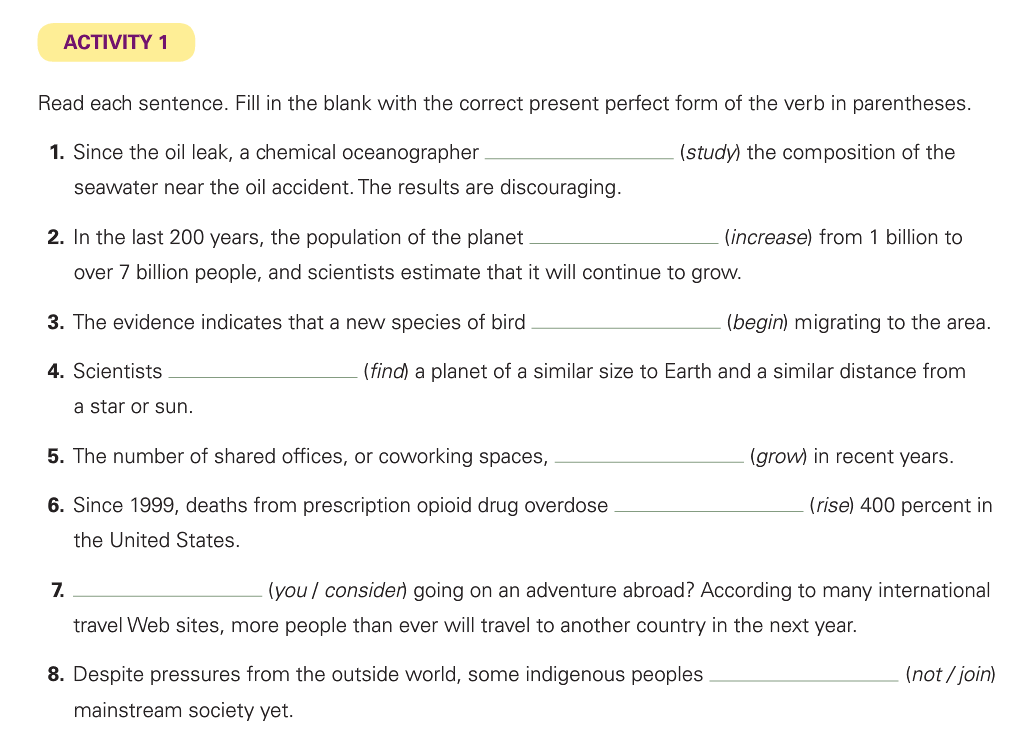 ACTIVITY 1
Read each sentence. Fill in the blank with the correct present perfect form of the verb in parentheses.
1. Since the oil leak, a chemical oceanographer ____________________ (study) the composition of the
seawater near the oil accident. The results are discouraging.
2. In the last 200 years, the population of the planet ____________________ (increase) from 1 billion to
over 7 billion people, and scientists estimate that it will continue to grow.
3. The evidence indicates that a new species of bird ____________________ (begin) migrating to the area.
4. Scientists ____________________ (find) a planet of a similar size to Earth and a similar distance from
a star or sun.
5. The number of shared offices, or coworking spaces, ____________________ (grow) in recent years.
6. Since 1999, deaths from prescription opioid drug overdose ____________________ (rise) 400 percent in
the United States.
7. ____________________ (you / consider) going on an adventure abroad? According to many international
travel Web sites, more people than ever will travel to another country in the next year.
8. Despite pressures from the outside world, some indigenous peoples ____________________ (not / join)
mainstream society yet.